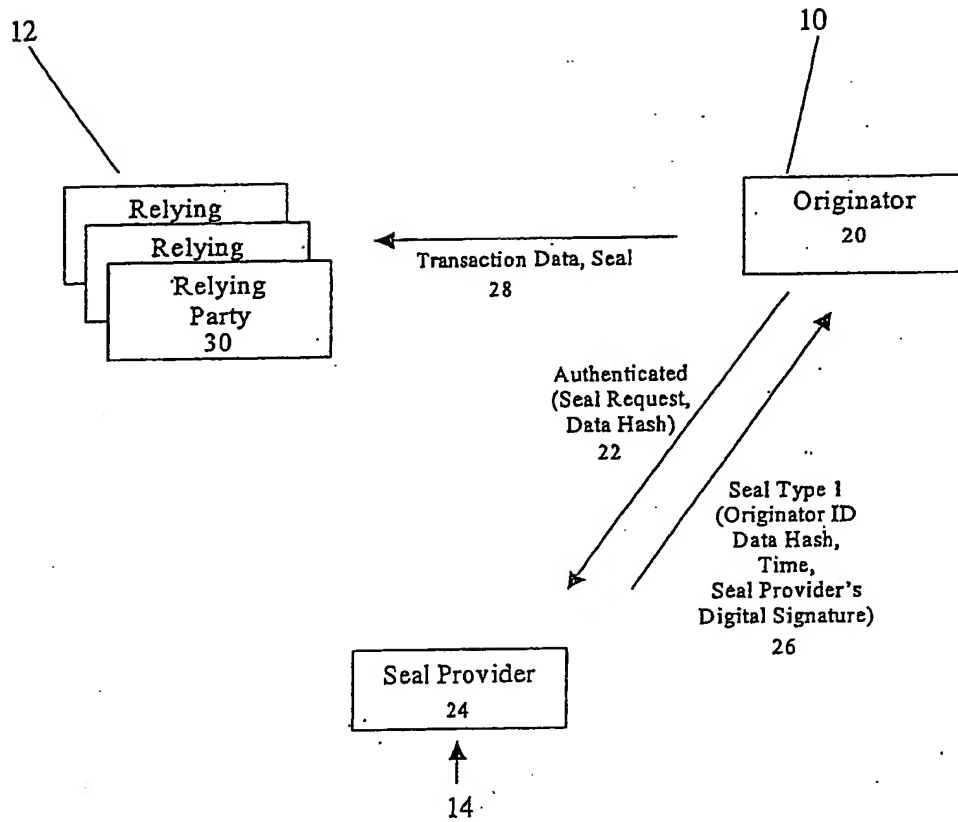 12
10
Relying
Relying
Relying
Party
30
Originator
20
Transaction Data, Seal
28
Authenticated
(Seal Request,
Data Hash)
22
Seal Type 1
(Originator ID
Data Hash,
Time,
Seal Provider's
Digital Signature)
26
Seal Provider
24
14